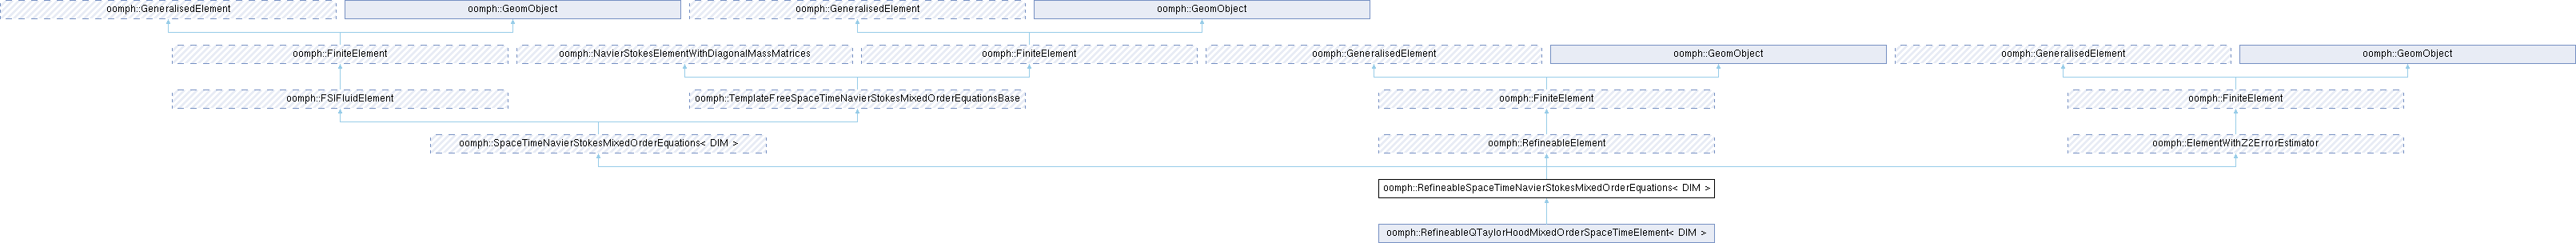 oomph::GeneralisedElement
oomph::GeomObject
oomph::GeneralisedElement
oomph::GeomObject
oomph::FiniteElement
oomph::NavierStokesElementWithDiagonalMassMatrices
oomph::FiniteElement
oomph::GeneralisedElement
oomph::GeomObject
oomph::GeneralisedElement
oomph::GeomObject
oomph::FSIFluidElement
oomph::TemplateFreeSpaceTimeNavierStokesMixedOrderEquationsBase
oomph::FiniteElement
oomph::FiniteElement
oomph::SpaceTimeNavierStokesMixedOrderEquations< DIM >
oomph::RefineableElement
oomph::ElementWithZ2ErrorEstimator
oomph::RefineableSpaceTimeNavierStokesMixedOrderEquations< DIM >
oomph::RefineableQTaylorHoodMixedOrderSpaceTimeElement< DIM >